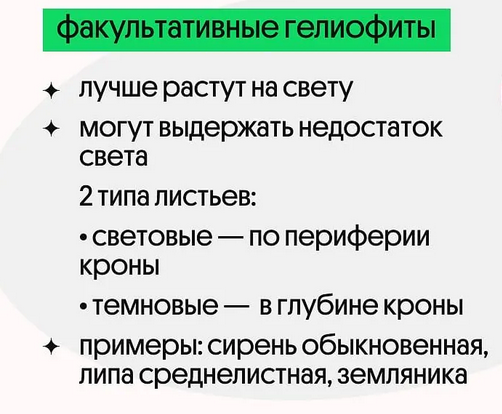 факультативные гелиофиты
✦ лучше растут на свету
✦ могут выдержать недостаток
света
2 типа листьев:
• световые — по периферии
кроны
• темновые — в глубине кроны
✦ примеры: сирень обыкновенная,
липа среднелистная, земляника